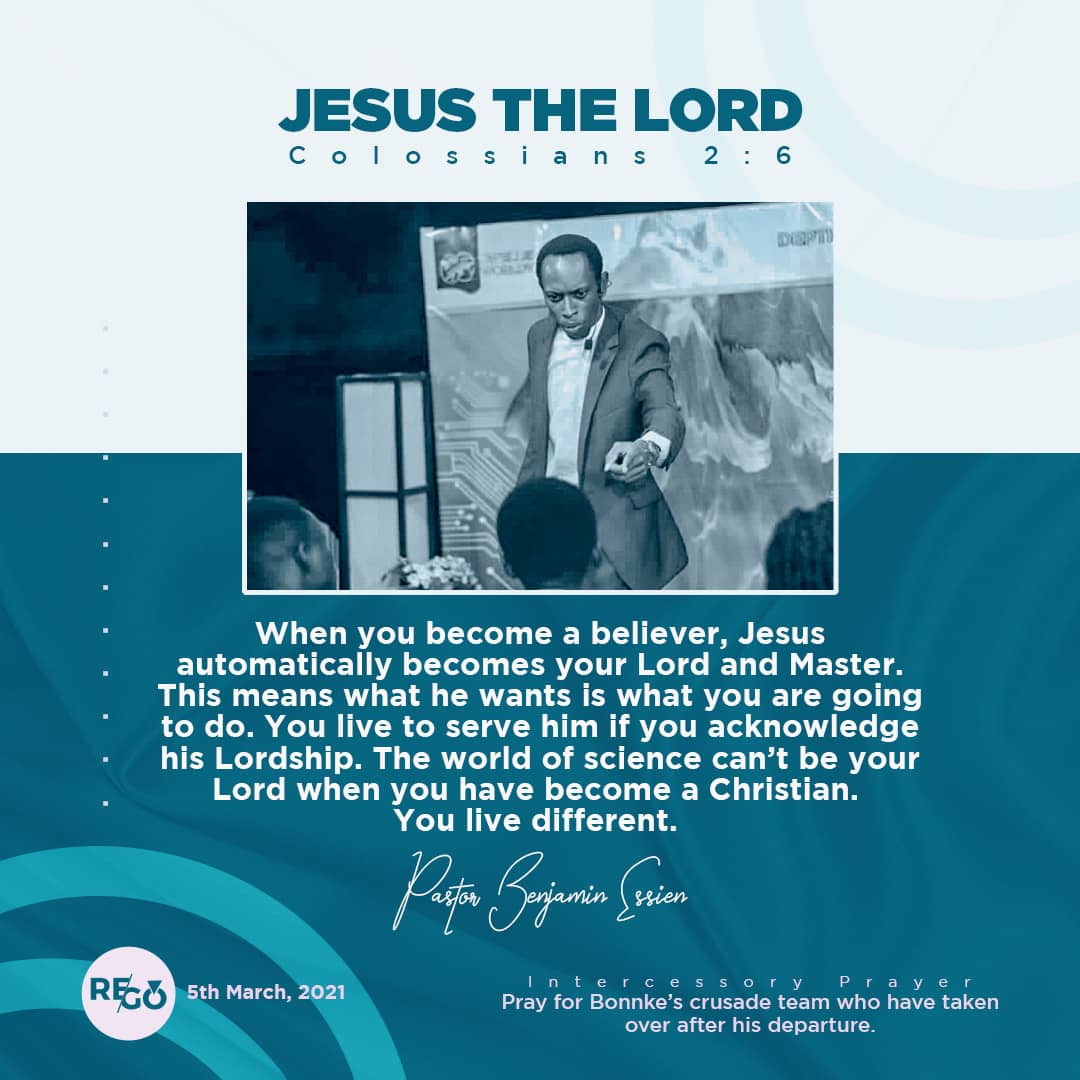 JESUS THE LORD
Colossians 2:6
DEPTH
When you become a believer, Jesus
automatically becomes your Lord and Master.
This means what he wants is what you are going
to do. You live to serve him if you acknowledge
his Lordship. The world of science can’t be your
Lord when you have become a Christian.
You live different.
Pastor Benjamin Essien
RE/GO
5th March, 2021
Intercessory Prayer
Pray for Bonnke’s crusade team who have taken
over after his departure.